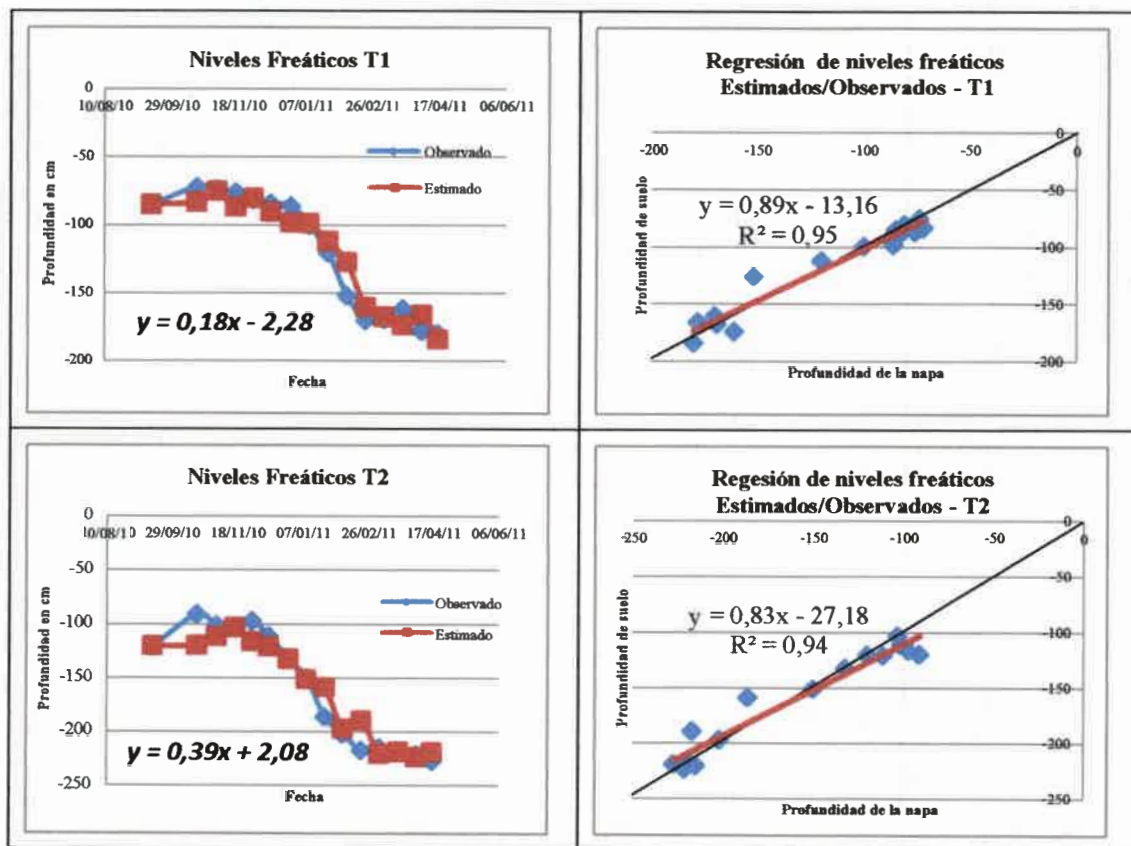 Niveles Freáticos T1
0
10/08/10 29/09/10 18/11/10 07/01/11 26/02/11 17/04/11 06/06/11
-50
Observado
Estimado
-100
-150
y = 0,18x - 2,28
-200
Profundidad en cm
Fecha
Regresión de niveles freáticos
Estimados/Observados - T1
0
-200 -150 -100 -50 0
-50
y = 0,89x - 13,16
R² = 0,95
-100
-150
-200
Profundidad de suelo
Profundidad de la napa
Niveles Freáticos T2
0
29/09/10 18/11/10 07/01/11 26/02/11 17/04/11 06/06/11
-50
Observado
-100
Estimado
-150
-200
y = 0,39x + 2,08
-250
Profundidad en cm
Fecha
Regesión de niveles freáticos
Estimados/Observados - T2
0
-250 -200 -150 -100 -50 0
-50
y = 0,83x - 27,18
-100
R² = 0,94
-150
-200
-250
Profundidad de suelo
Profundidad de la napa